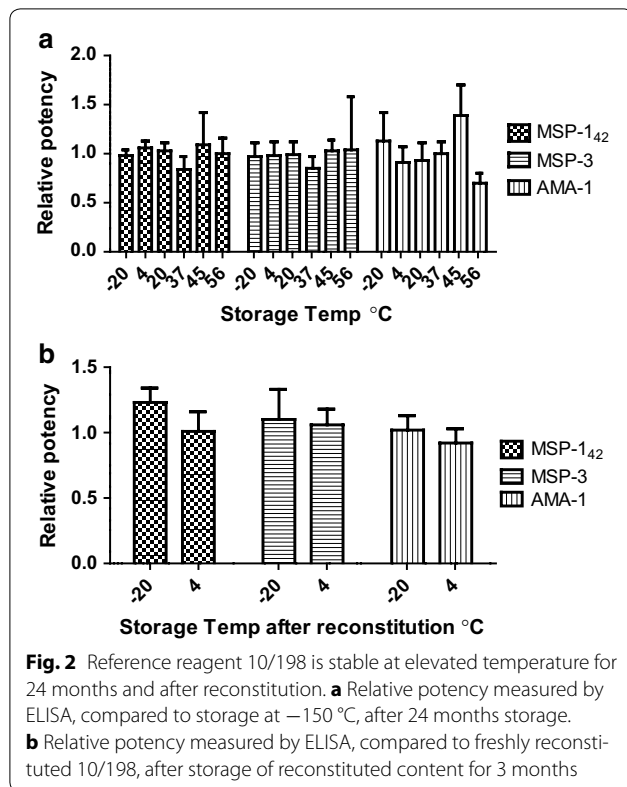 a
2.0
1.5
1.0
0.5
0.0
Relative potency
-20 4 20 37 45 56 -20 4 20 37 45 56 -20 4 20 37 45 56
Storage Temp °C
MSP-1₄₂
MSP-3
AMA-1
b
1.5
1.0
0.5
0.0
Relative potency
-20 4 -20 4 -20 4
Storage Temp after reconstitution °C
MSP-1₄₂
MSP-3
AMA-1
Fig. 2 Reference reagent 10/198 is stable at elevated temperature for
24 months and after reconstitution. a Relative potency measured by
ELISA, compared to storage at −150 °C, after 24 months storage.
b Relative potency measured by ELISA, compared to freshly reconsti-
tuted 10/198, after storage of reconstituted content for 3 months